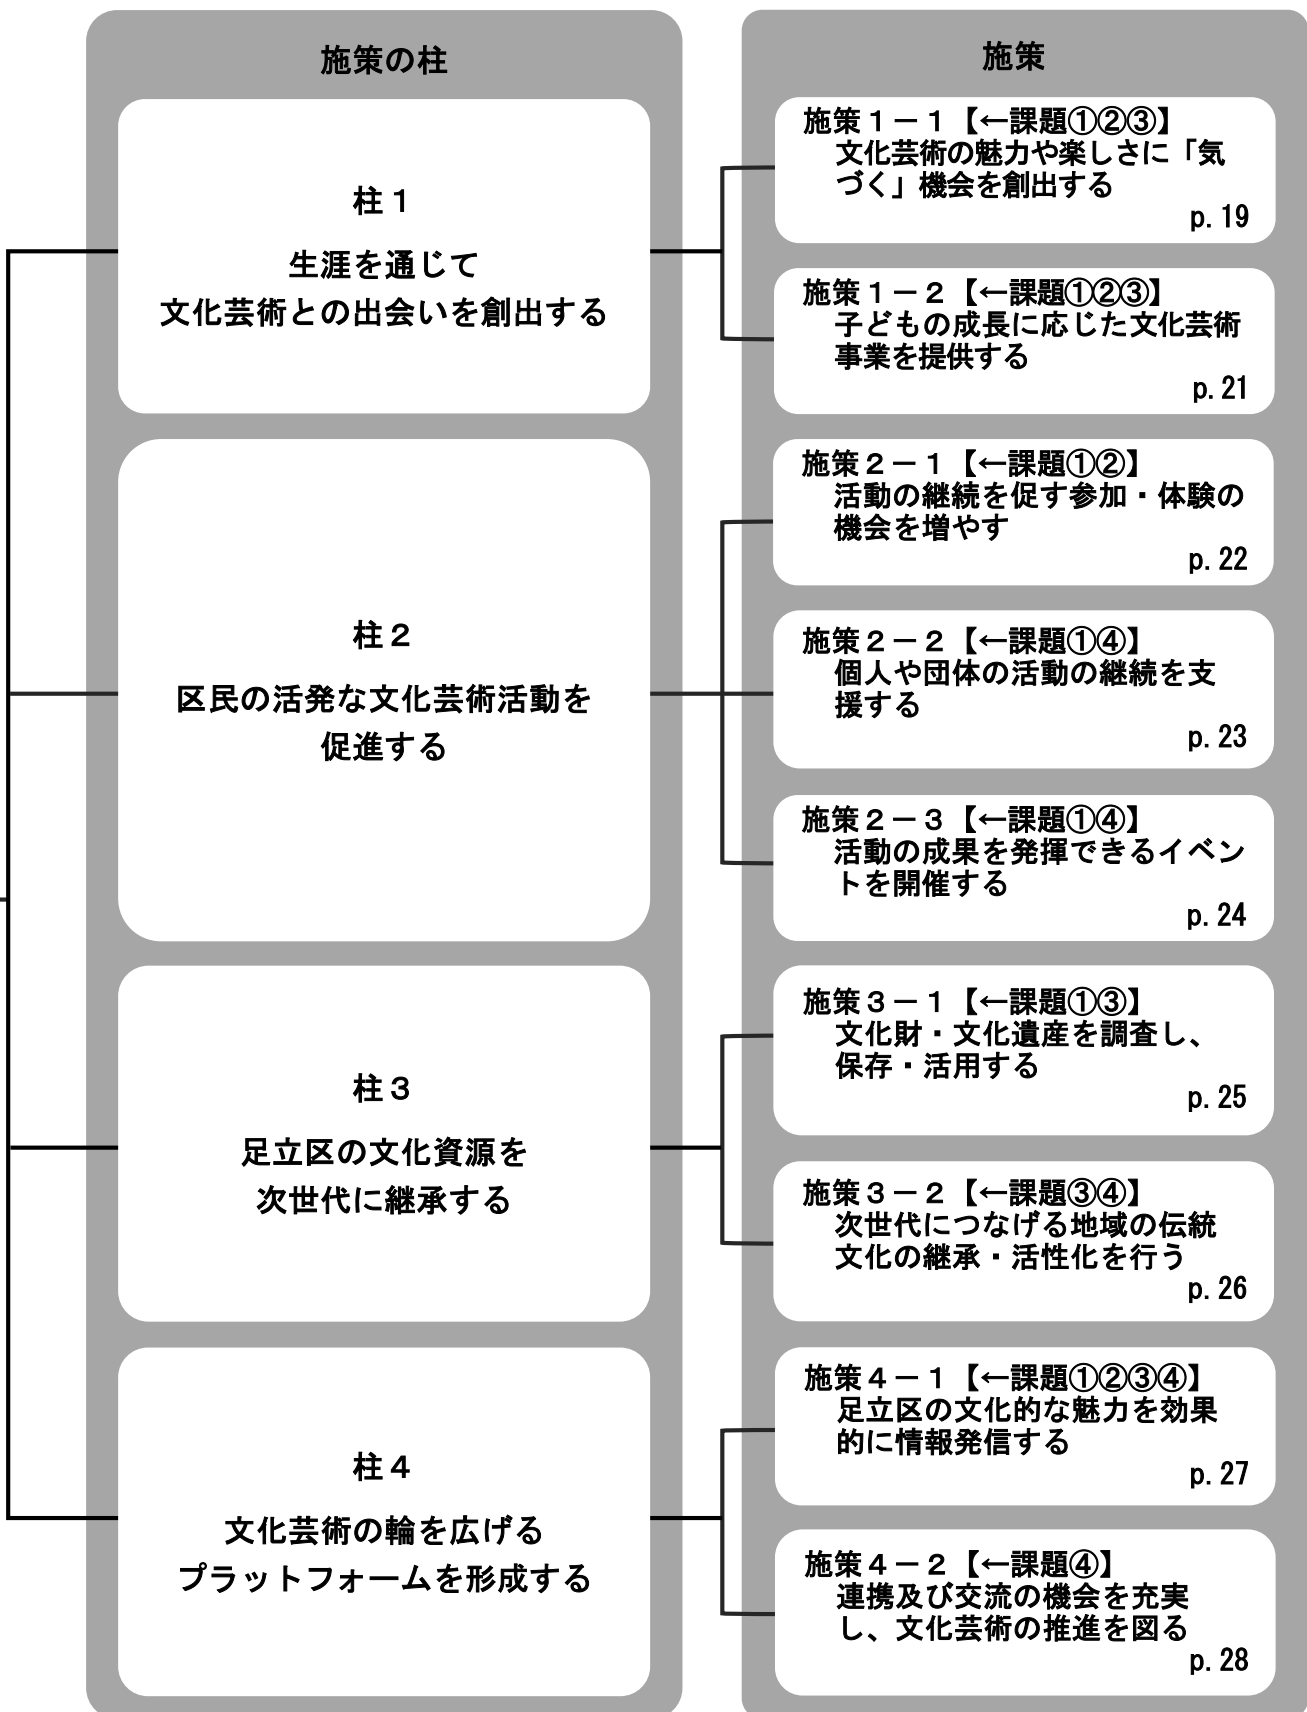 施策の柱
柱１
生涯を通じて
文化芸術との出会いを創出する
柱２
区民の活発な文化芸術活動を
促進する
柱３
足立区の文化資源を
次世代に継承する
柱４
文化芸術の輪を広げる
プラットフォームを形成する
施策
施策１－１【←課題①②③】
文化芸術の魅力や楽しさに「気
づく」機会を創出する
p.19
施策１－２【←課題①②③】
子どもの成長に応じた文化芸術
事業を提供する
p.21
施策２－１【←課題①②】
活動の継続を促す参加・体験の
機会を増やす
p.22
施策２－２【←課題①④】
個人や団体の活動の継続を支
援する
p.23
施策２－３【←課題①④】
活動の成果を発揮できるイベン
トを開催する
p.24
施策３－１【←課題①③】
文化財・文化遺産を調査し、
保存・活用する
p.25
施策３－２【←課題③④】
次世代につなげる地域の伝統
文化の継承・活性化を行う
p.26
施策４－１【←課題①②③④】
足立区の文化的な魅力を効果
的に情報発信する
p.27
施策４－２【←課題④】
連携及び交流の機会を充実
し、文化芸術の推進を図る
p.28